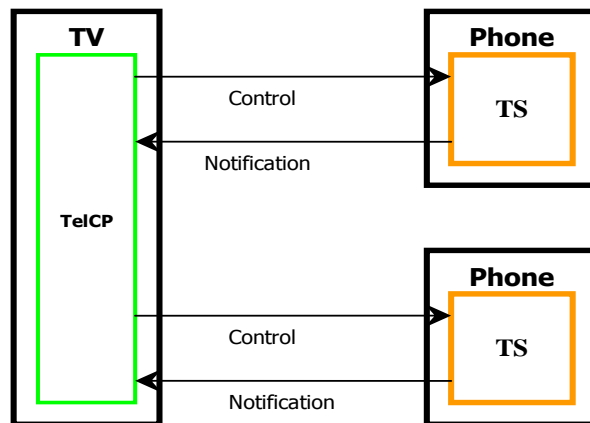 TV
Phone
Control
TS
Notification
TelCP
Phone
Control
TS
Notification